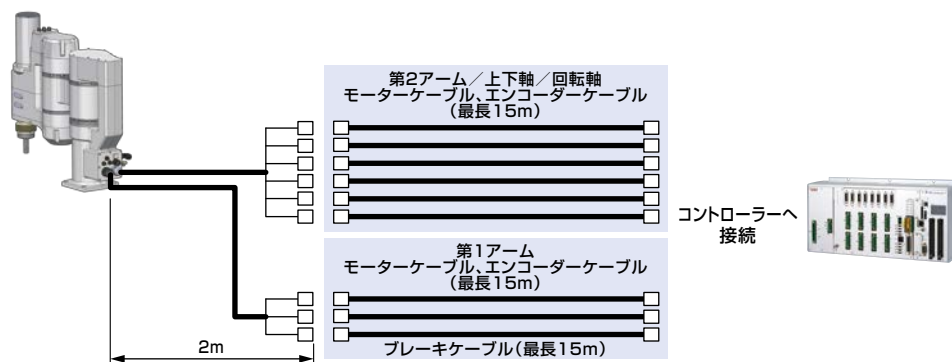 第2アーム／上下軸／回転軸
モーターケーブル、エンコーダーケーブル
（最長15m）
コントローラーへ
接続
第1アーム
モーターケーブル、エンコーダーケーブル
（最長15m）
2m
ブレーキケーブル（最長15m）